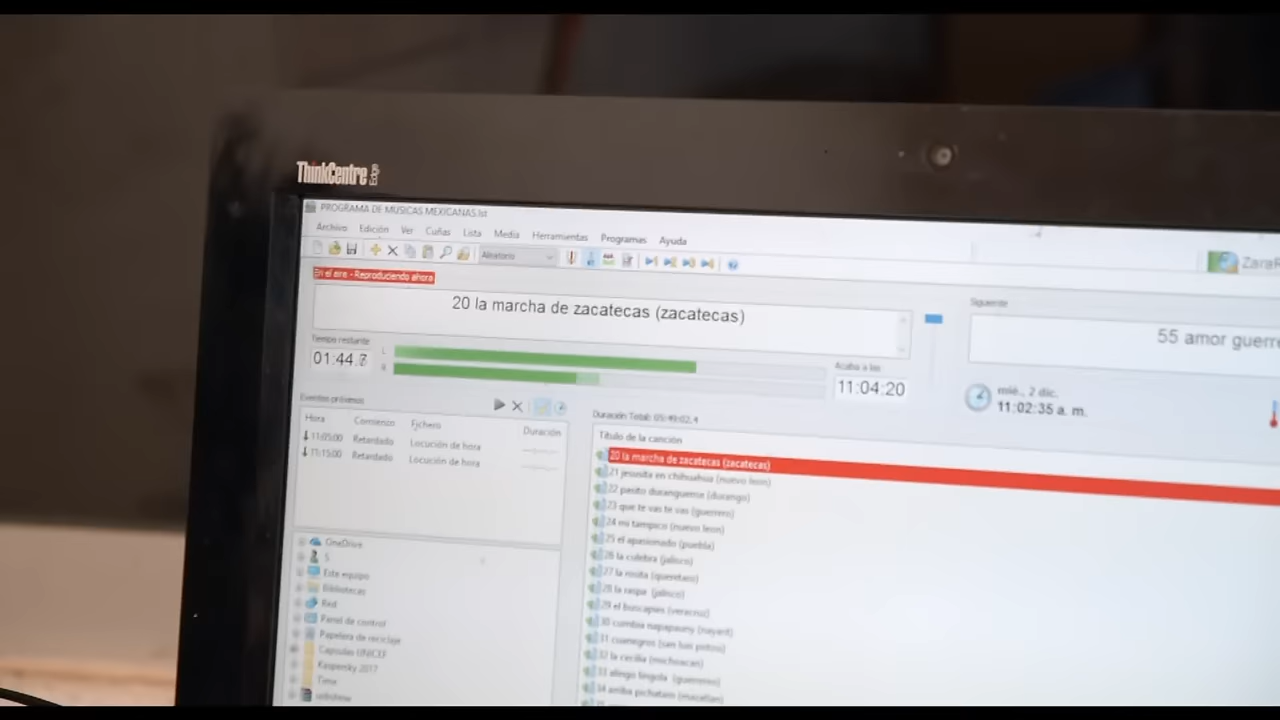 ThinkCentre Edge
PROGRAMA DE MUSICAS MEXICANAS.lst
Archivo Edición Ver Cuñas Lista Media Herramientas Programas Ayuda
Aleatorio
ZaraR
En el aire - Reproduciendo ahora
20 la marcha de zacatecas (zacatecas)
Siguiente
55 amor guerre
Tiempo restante
01:44.7
L
R
Acaba a las
11:04:20
mié., 2 dic.
11:02:35 a. m.
Eventos próximos
Hora Comienzo Fichero Duración
11:05:00 Retardado Locución de hora
11:15:00 Retardado Locución de hora
Duración Total: 05:49:02.4
Título de la canción
20 la marcha de zacatecas (zacatecas)
21 jesusita en chihuahua (nuevo leon)
22 pasito durangueme (durango)
23 que te vas te vas (guerrero)
24 mi tampico (nuevo leon)
25 el apasionado (puebla)
26 la culebra (jalisco)
27 la rosita (queretaro)
28 la raspa (jalisco)
29 el buscapies (veracruz)
30 cumbia (nayarit)
31 (san luis potosi)
32 la cecilia (michoacan)
33 (guerrero)
34 arriba pichataro
OneDrive
S
Este equipo
Bibliotecas
Red
Panel de control
Papelera de reciclaje
Capsulas UNICEF
Kaspersky 2017